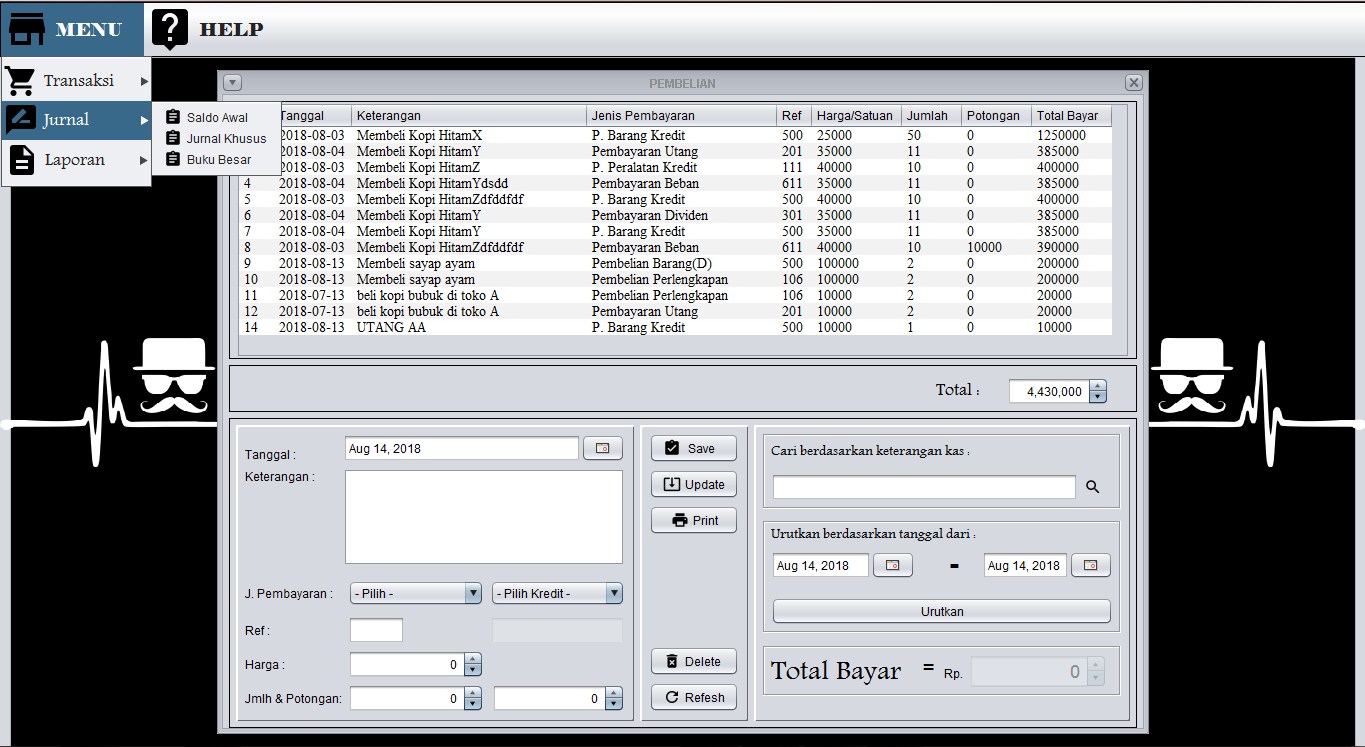 MENU HELP
Transaksi
Jurnal
Laporan
Saldo Awal
Jurnal Khusus
Buku Besar
PEMBELIAN
Tanggal Keterangan Jenis Pembayaran Ref Harga/Satuan Jumlah Potongan Total Bayar
2018-08-03 Membeli Kopi HitamX P. Barang Kredit 500 25000 50 0 1250000
2018-08-04 Membeli Kopi HitamY Pembayaran Utang 201 35000 11 0 385000
2018-08-03 Membeli Kopi HitamZ P. Peralatan Kredit 111 40000 10 0 400000
4 2018-08-04 Membeli Kopi HitamYdsdd Pembayaran Beban 611 35000 11 0 385000
5 2018-08-03 Membeli Kopi HitamZdfddfdf P. Barang Kredit 500 40000 10 0 400000
6 2018-08-04 Membeli Kopi HitamY Pembayaran Dividen 301 35000 11 0 385000
7 2018-08-04 Membeli Kopi HitamY P. Barang Kredit 500 35000 11 0 385000
8 2018-08-03 Membeli Kopi HitamZdfddfdf Pembayaran Beban 611 40000 10 10000 390000
9 2018-08-13 Membeli sayap ayam Pembelian Barang(D) 500 100000 2 0 200000
10 2018-08-13 Membeli sayap ayam Pembelian Perlengkapan 106 100000 2 0 200000
11 2018-07-13 beli kopi bubuk di toko A Pembelian Perlengkapan 106 10000 2 0 20000
12 2018-07-13 beli kopi bubuk di toko A Pembayaran Utang 201 10000 2 0 20000
14 2018-08-13 UTANG AA P. Barang Kredit 500 10000 1 0 10000
Total : 4,430,000
Tanggal : Aug 14, 2018
Keterangan :
J. Pembayaran : - Pilih - - Pilih Kredit -
Ref :
Harga : 0
Jmlh & Potongan: 0 0
Save
Update
Print
Delete
Refesh
Cari berdasarkan keterangan kas :
Urutkan berdasarkan tanggal dari :
Aug 14, 2018 - Aug 14, 2018
Urutkan
Total Bayar = Rp. 0